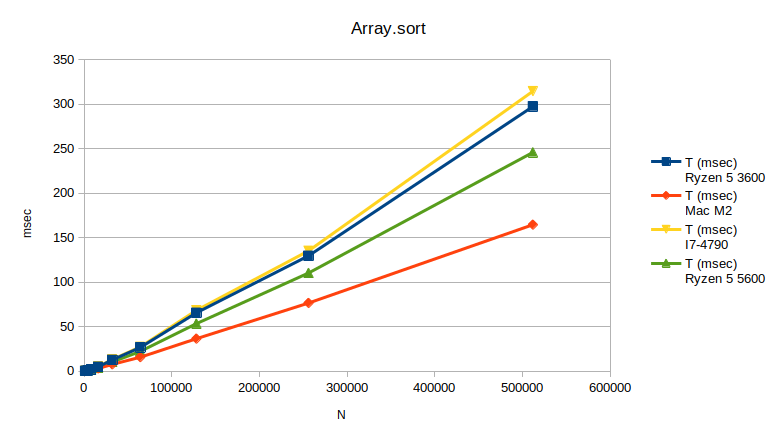 Array.sort
350
300
250
200
150
100
50
0
msec
0 100000 200000 300000 400000 500000 600000
N
T (msec)
Ryzen 5 3600
T (msec)
Mac M2
T (msec)
I7-4790
T (msec)
Ryzen 5 5600